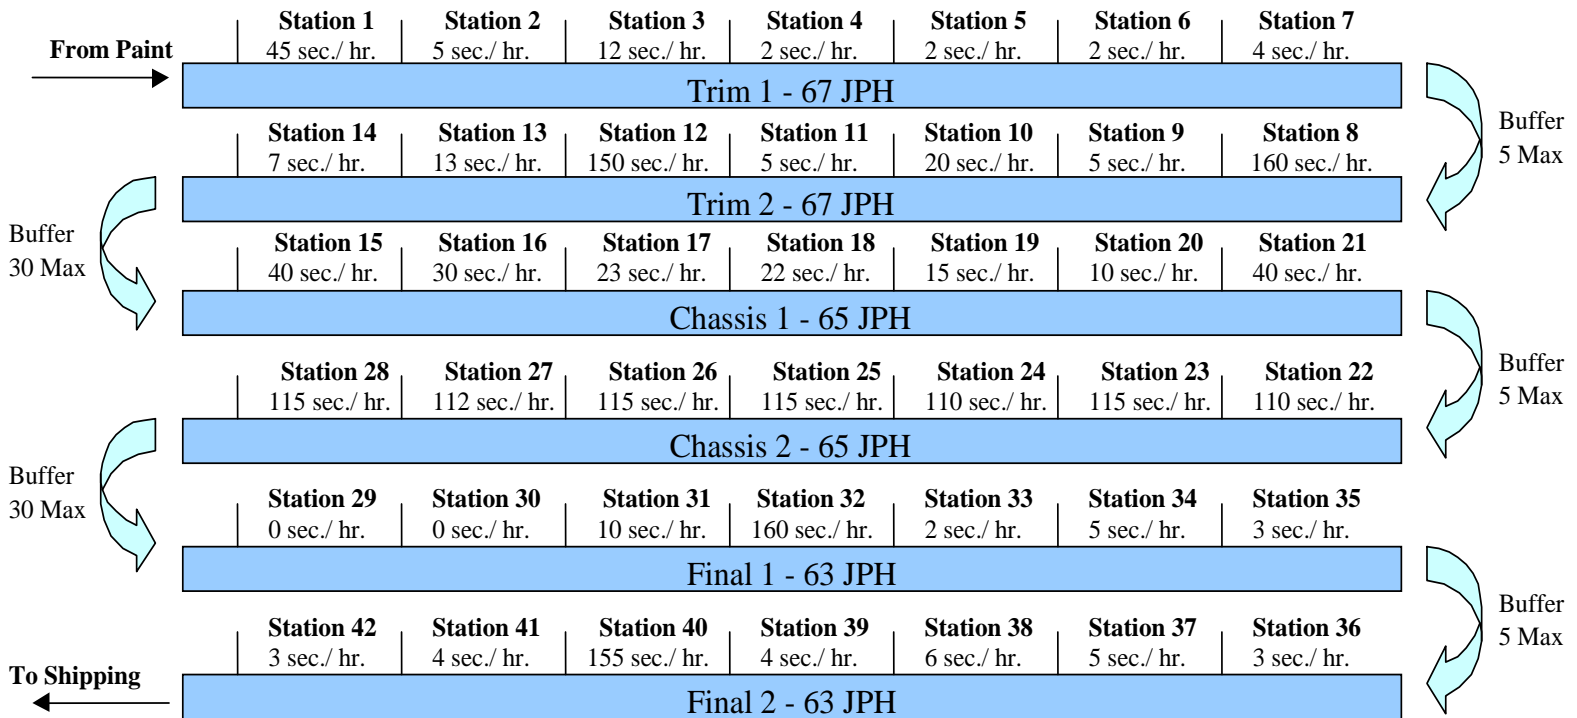 Station 1 Station 2 Station 3 Station 4 Station 5 Station 6 Station 7
From Paint
45 sec./ hr. 5 sec./ hr. 12 sec./ hr. 2 sec./ hr. 2 sec./ hr. 2 sec./ hr. 4 sec./ hr.
Trim 1 - 67 JPH
Buffer
5 Max
Station 14 Station 13 Station 12 Station 11 Station 10 Station 9 Station 8
7 sec./ hr. 13 sec./ hr. 150 sec./ hr. 5 sec./ hr. 20 sec./ hr. 5 sec./ hr. 160 sec./ hr.
Trim 2 - 67 JPH
Buffer
30 Max
Station 15 Station 16 Station 17 Station 18 Station 19 Station 20 Station 21
40 sec./ hr. 30 sec./ hr. 23 sec./ hr. 22 sec./ hr. 15 sec./ hr. 10 sec./ hr. 40 sec./ hr.
Chassis 1 - 65 JPH
Buffer
5 Max
Station 28 Station 27 Station 26 Station 25 Station 24 Station 23 Station 22
115 sec./ hr. 112 sec./ hr. 115 sec./ hr. 115 sec./ hr. 110 sec./ hr. 115 sec./ hr. 110 sec./ hr.
Chassis 2 - 65 JPH
Buffer
30 Max
Station 29 Station 30 Station 31 Station 32 Station 33 Station 34 Station 35
0 sec./ hr. 0 sec./ hr. 10 sec./ hr. 160 sec./ hr. 2 sec./ hr. 5 sec./ hr. 3 sec./ hr.
Final 1 - 63 JPH
Buffer
5 Max
Station 42 Station 41 Station 40 Station 39 Station 38 Station 37 Station 36
3 sec./ hr. 4 sec./ hr. 155 sec./ hr. 4 sec./ hr. 6 sec./ hr. 5 sec./ hr. 3 sec./ hr.
To Shipping
Final 2 - 63 JPH